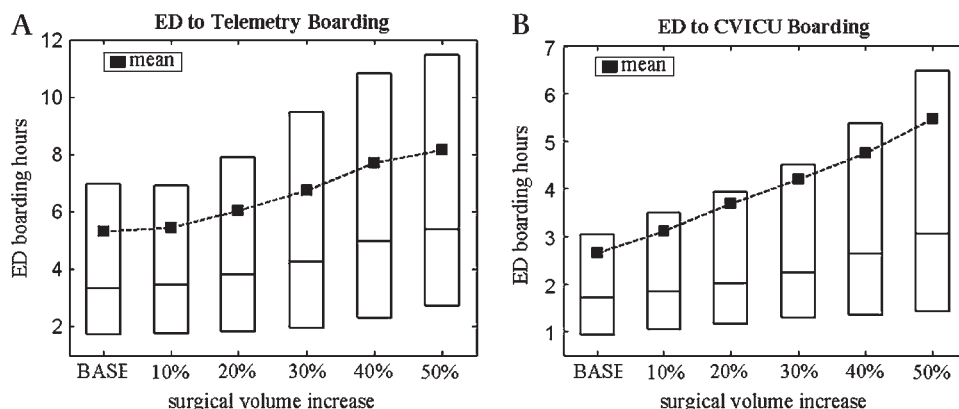 A
ED to Telemetry Boarding
mean
12
10
8
6
4
2
ED boarding hours
BASE 10% 20% 30% 40% 50%
surgical volume increase
B
ED to CVICU Boarding
mean
7
6
5
4
3
2
1
ED boarding hours
BASE 10% 20% 30% 40% 50%
surgical volume increase